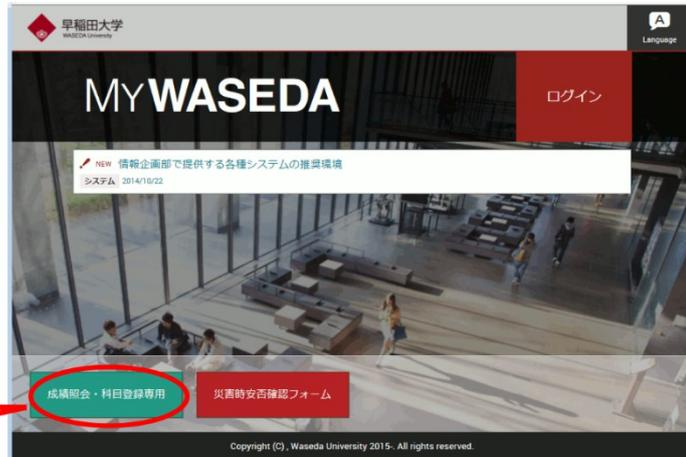 早稲田大学
WASEDA University
Language
MYWASEDA
ログイン
NEW 情報企画部で提供する各種システムの推奨環境
システム 2014/10/22
成績照会・科目登録専用
災害時安否確認フォーム
Copyright (C) , Waseda University 2015-. All rights reserved.